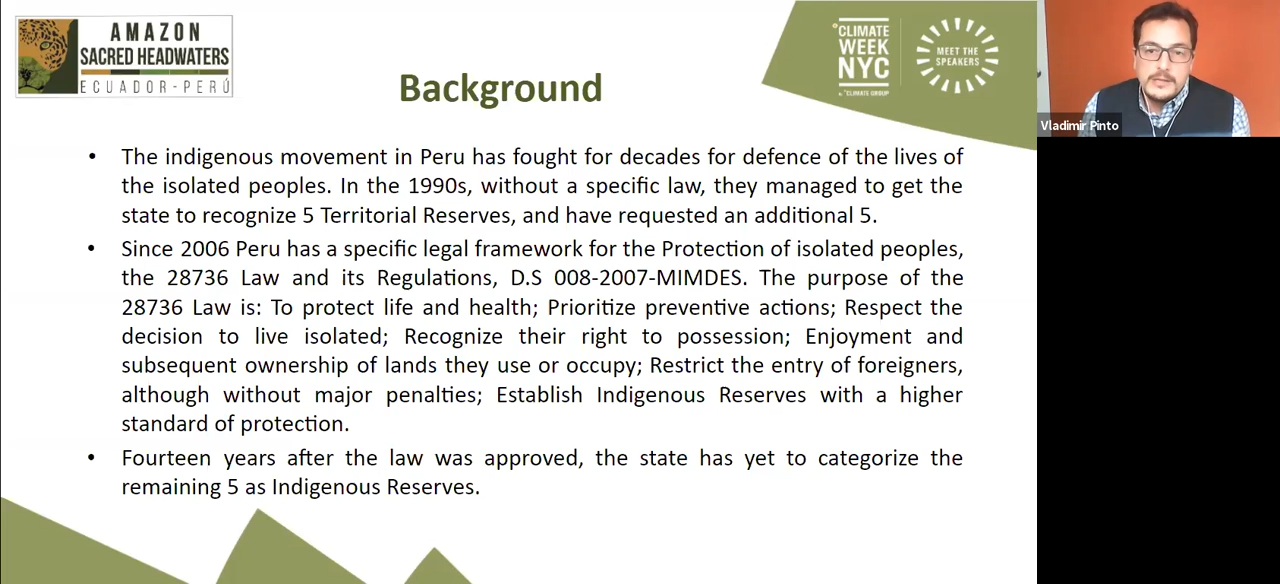 AMAZON
SACRED HEADWATERS
ECUADOR-PERÚ
CLIMATE
WEEK
NYC
CLIMATE GROUP
MEET THE
SPEAKERS
Vladimir Pinto
Background
• The indigenous movement in Peru has fought for decades for defence of the lives of
the isolated peoples. In the 1990s, without a specific law, they managed to get the
state to recognize 5 Territorial Reserves, and have requested an additional 5.
• Since 2006 Peru has a specific legal framework for the Protection of isolated peoples,
the 28736 Law and its Regulations, D.S 008-2007-MIMDES. The purpose of the
28736 Law is: To protect life and health; Prioritize preventive actions; Respect the
decision to live isolated; Recognize their right to possession; Enjoyment and
subsequent ownership of lands they use or occupy; Restrict the entry of foreigners,
although without major penalties; Establish Indigenous Reserves with a higher
standard of protection.
• Fourteen years after the law was approved, the state has yet to categorize the
remaining 5 as Indigenous Reserves.